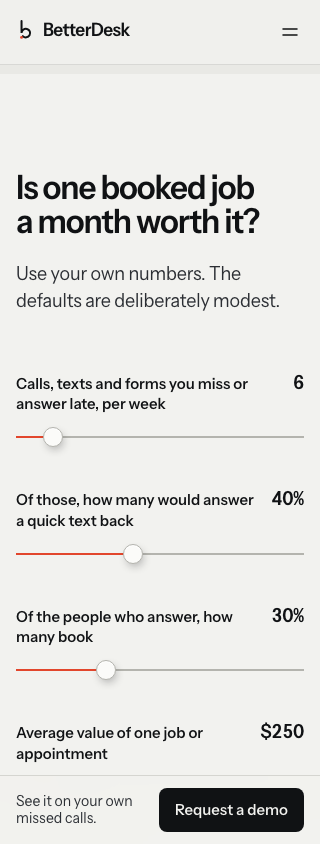 BetterDesk
Is one booked job
a month worth it?
Use your own numbers. The
defaults are deliberately modest.
Calls, texts and forms you miss or
answer late, per week
6
Of those, how many would answer
a quick text back
40%
Of the people who answer, how
many book
30%
Average value of one job or
appointment
$250
See it on your own
missed calls.
Request a demo